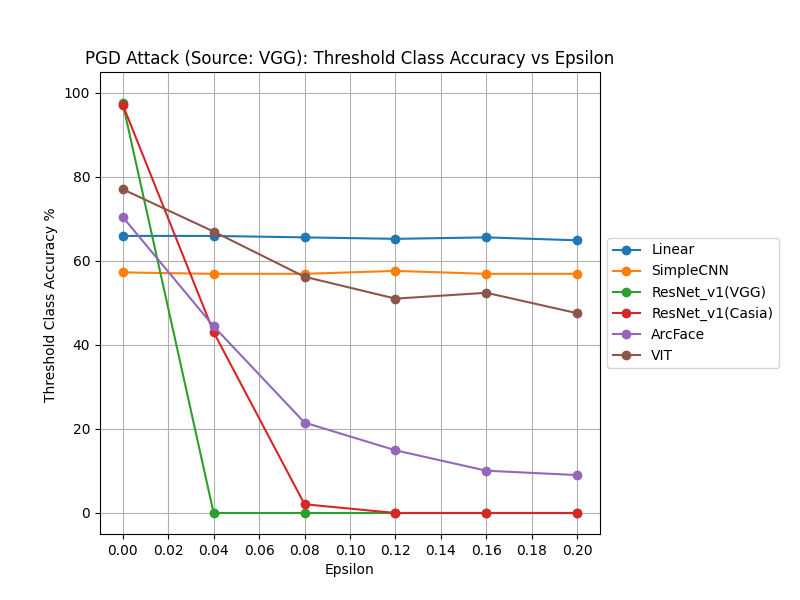 PGD Attack (Source: VGG): Threshold Class Accuracy vs Epsilon
Threshold Class Accuracy %
100
80
60
40
20
0
0.00 0.02 0.04 0.06 0.08 0.10 0.12 0.14 0.16 0.18 0.20
Epsilon
Linear
SimpleCNN
ResNet_v1(VGG)
ResNet_v1(Casia)
ArcFace
VIT